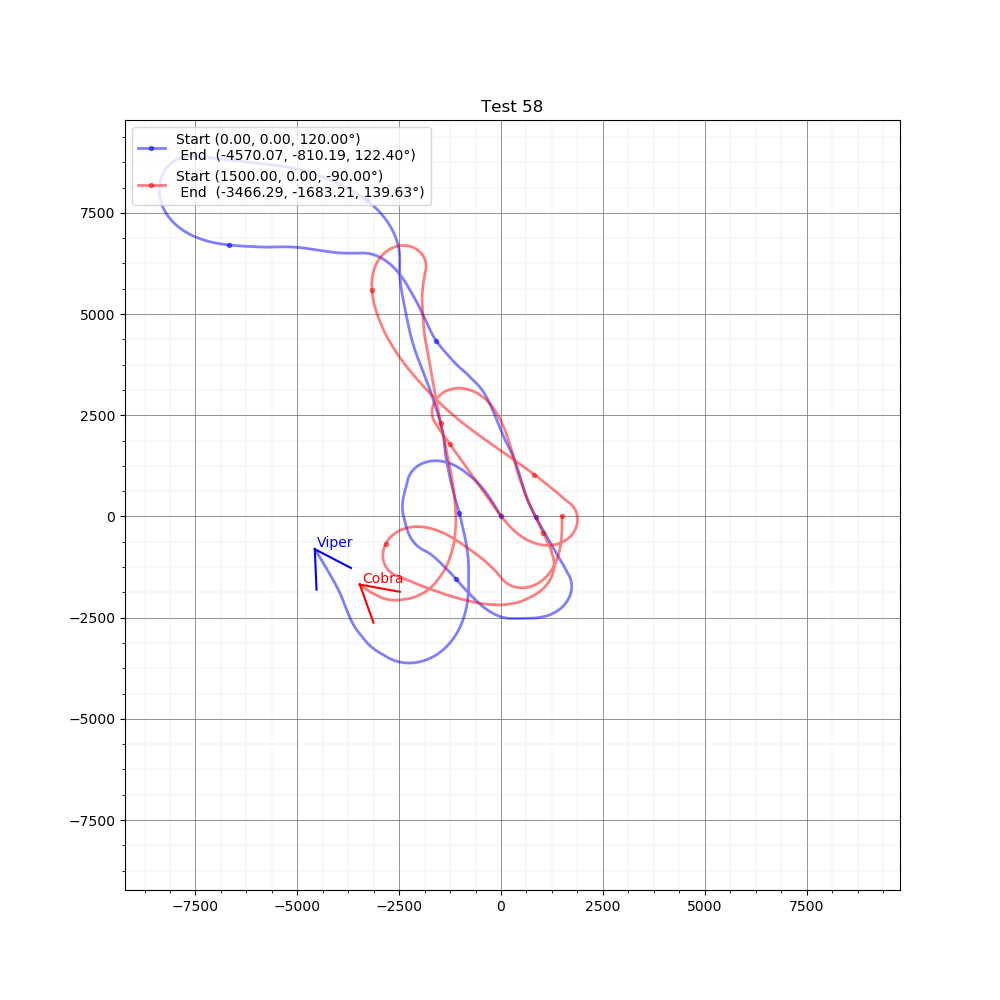 Test 58
Start (0.00, 0.00, 120.00°)
End (-4570.07, -810.19, 122.40°)
Start (1500.00, 0.00, -90.00°)
End (-3466.29, -1683.21, 139.63°)
7500
5000
2500
0
−2500
−5000
−7500
Viper
Cobra
−7500 −5000 −2500 0 2500 5000 7500